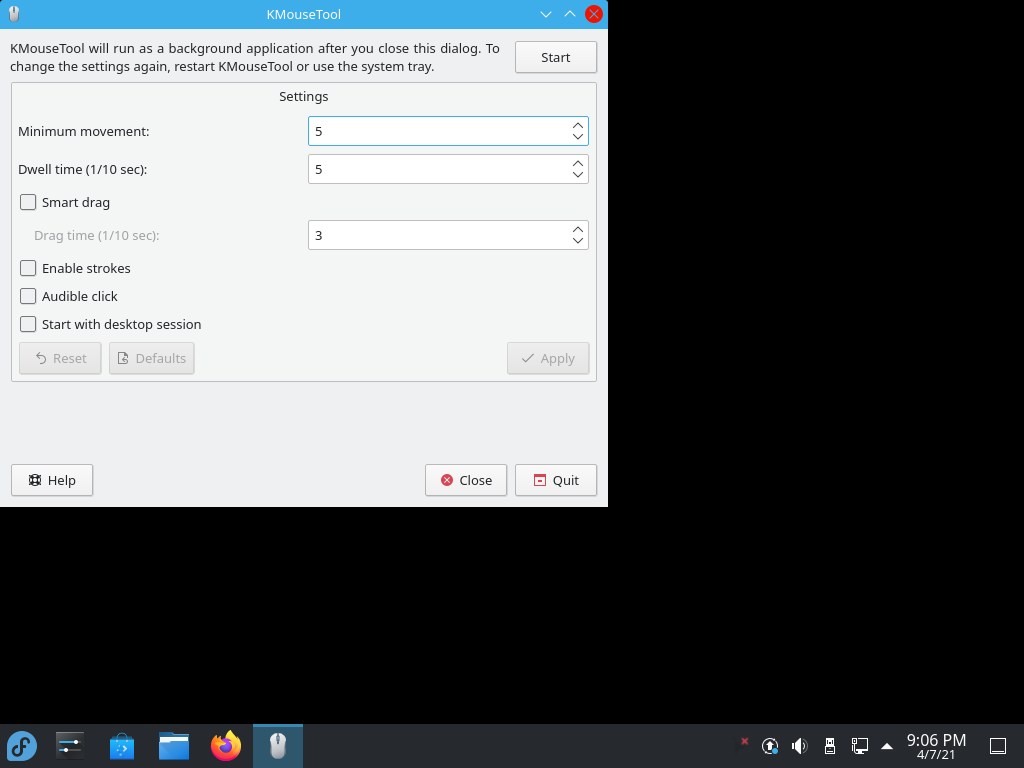 KMouseTool
KMouseTool will run as a background application after you close this dialog. To
change the settings again, restart KMouseTool or use the system tray.
Start
Settings
Minimum movement:
5
Dwell time (1/10 sec):
5
Smart drag
Drag time (1/10 sec):
3
Enable strokes
Audible click
Start with desktop session
Reset
Defaults
Apply
Help
Close
Quit
9:06 PM
4/7/21